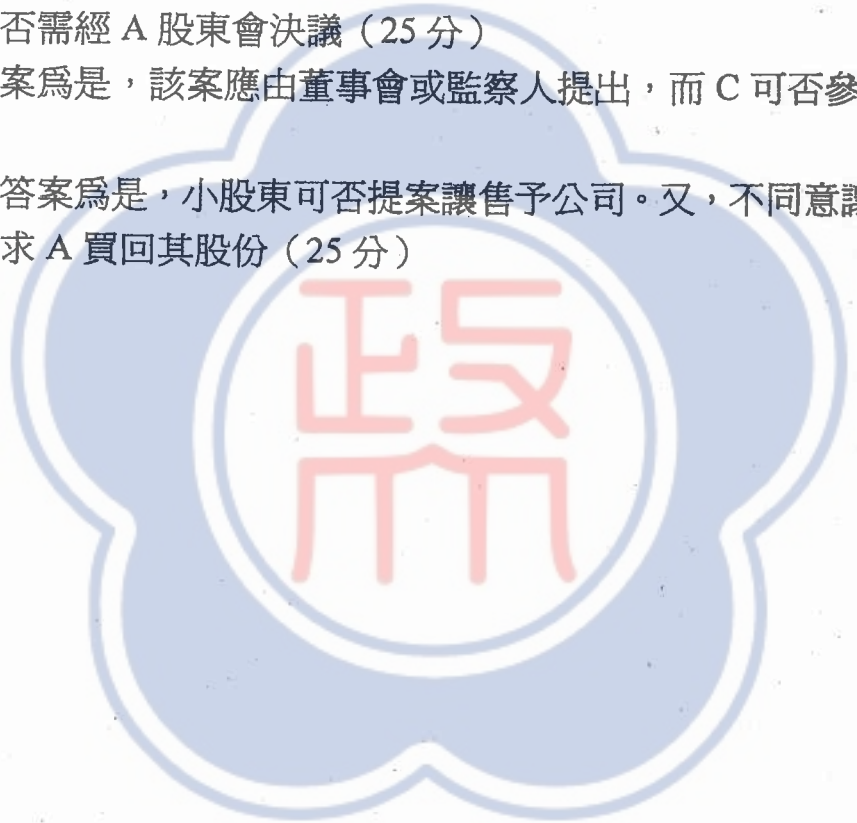 否需經 A 股東會決議（25 分）
案為是，該案應由董事會或監察人提出，而 C 可否參
答案為是，小股東可否提案讓售予公司。又，不同意讓
求 A 買回其股份（25 分）
政大